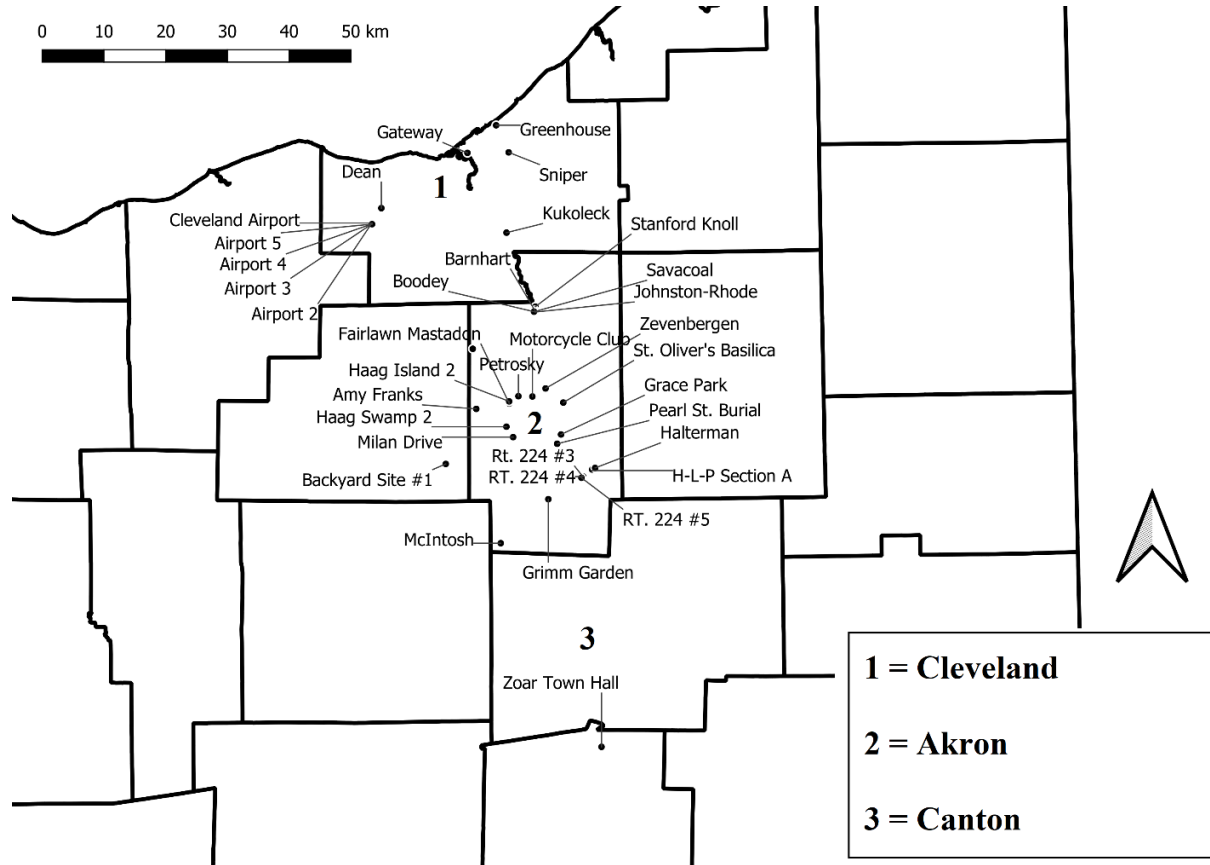 0 10 20 30 40 50 km
Greenhouse
Gateway
Dean
Sniper
1
Cleveland Airport
Kukoleck
Stanford Knoll
Airport 5
Barnhart
Airport 4
Savacoal
Boodey
Airport 3
Johnston-Rhode
Airport 2
Zevenbergen
Fairlawn Mastadon
Motorcycle Club
St. Oliver's Basilica
Petrosky
Haag Island 2
Grace Park
Amy Franks
Pearl St. Burial
Haag Swamp 2
2
Halterman
Milan Drive
Rt. 224 #3
Backyard Site #1
RT. 224 #4
H-L-P Section A
RT. 224 #5
McIntosh
Grimm Garden
3
Zoar Town Hall
1 = Cleveland
2 = Akron
3 = Canton